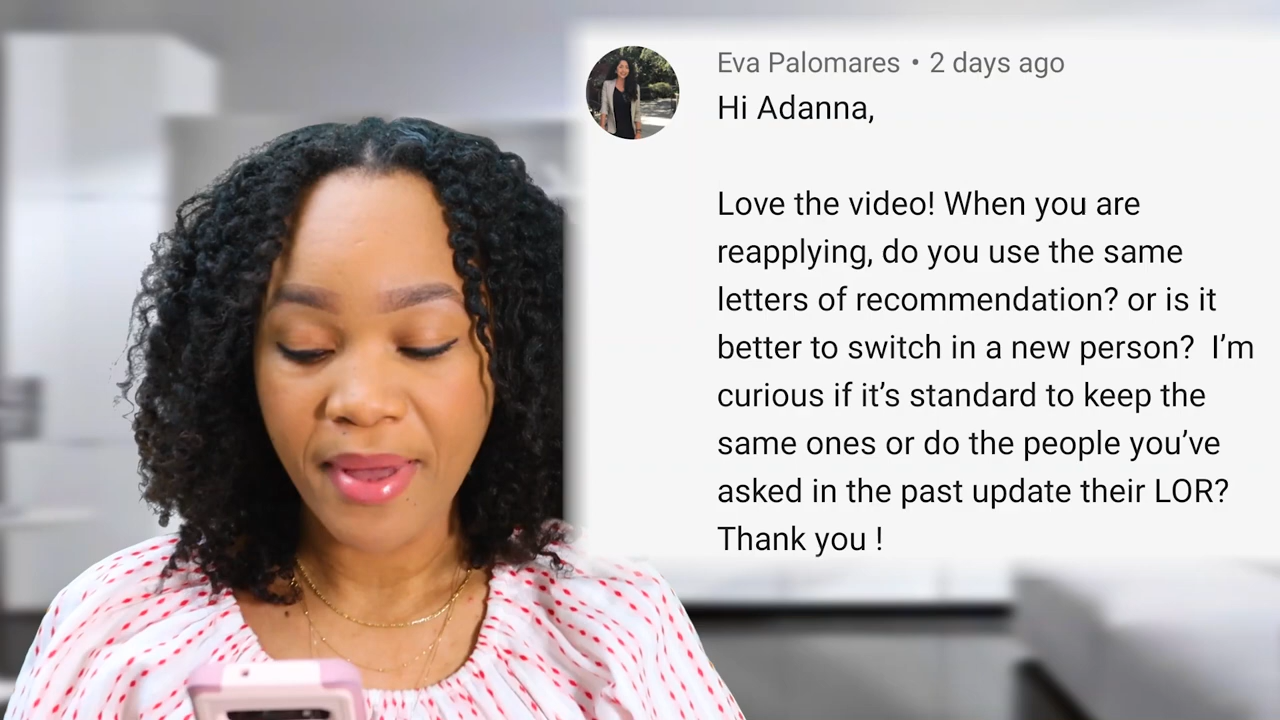 Eva Palomares • 2 days ago
Hi Adanna,
Love the video! When you are
reapplying, do you use the same
letters of recommendation? or is it
better to switch in a new person?  I’m
curious if it’s standard to keep the
same ones or do the people you’ve
asked in the past update their LOR?
Thank you !